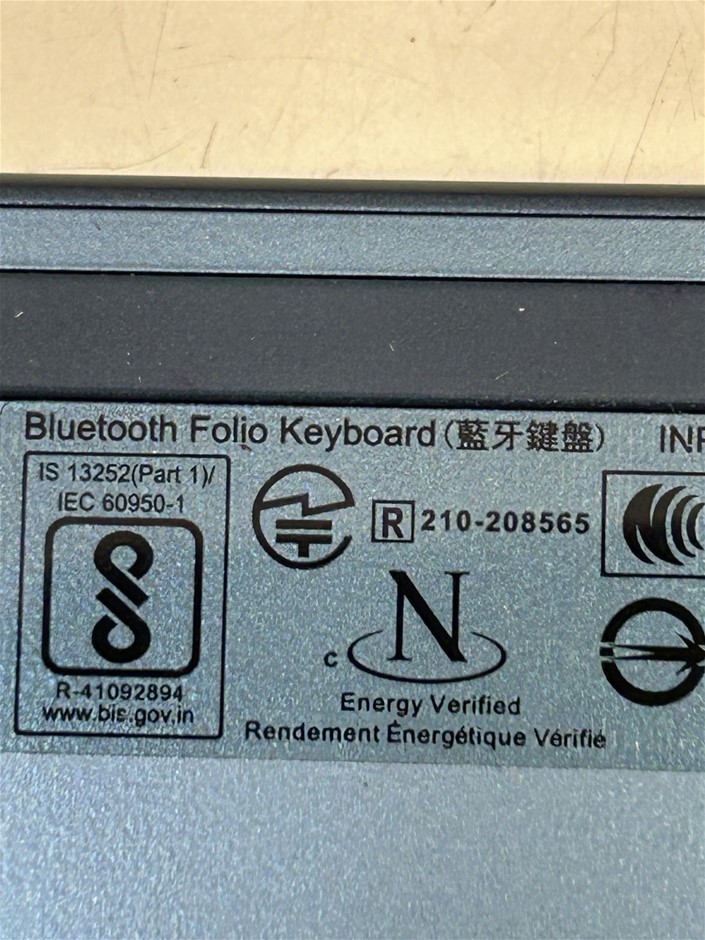 Bluetooth Folio Keyboard (藍牙鍵盤)
IS 13252(Part 1)/
IEC 60950-1
R-41092894
www.bis.gov.in
R 210-208565
C N
Energy Verified
Rendement Énergétique Vérifié